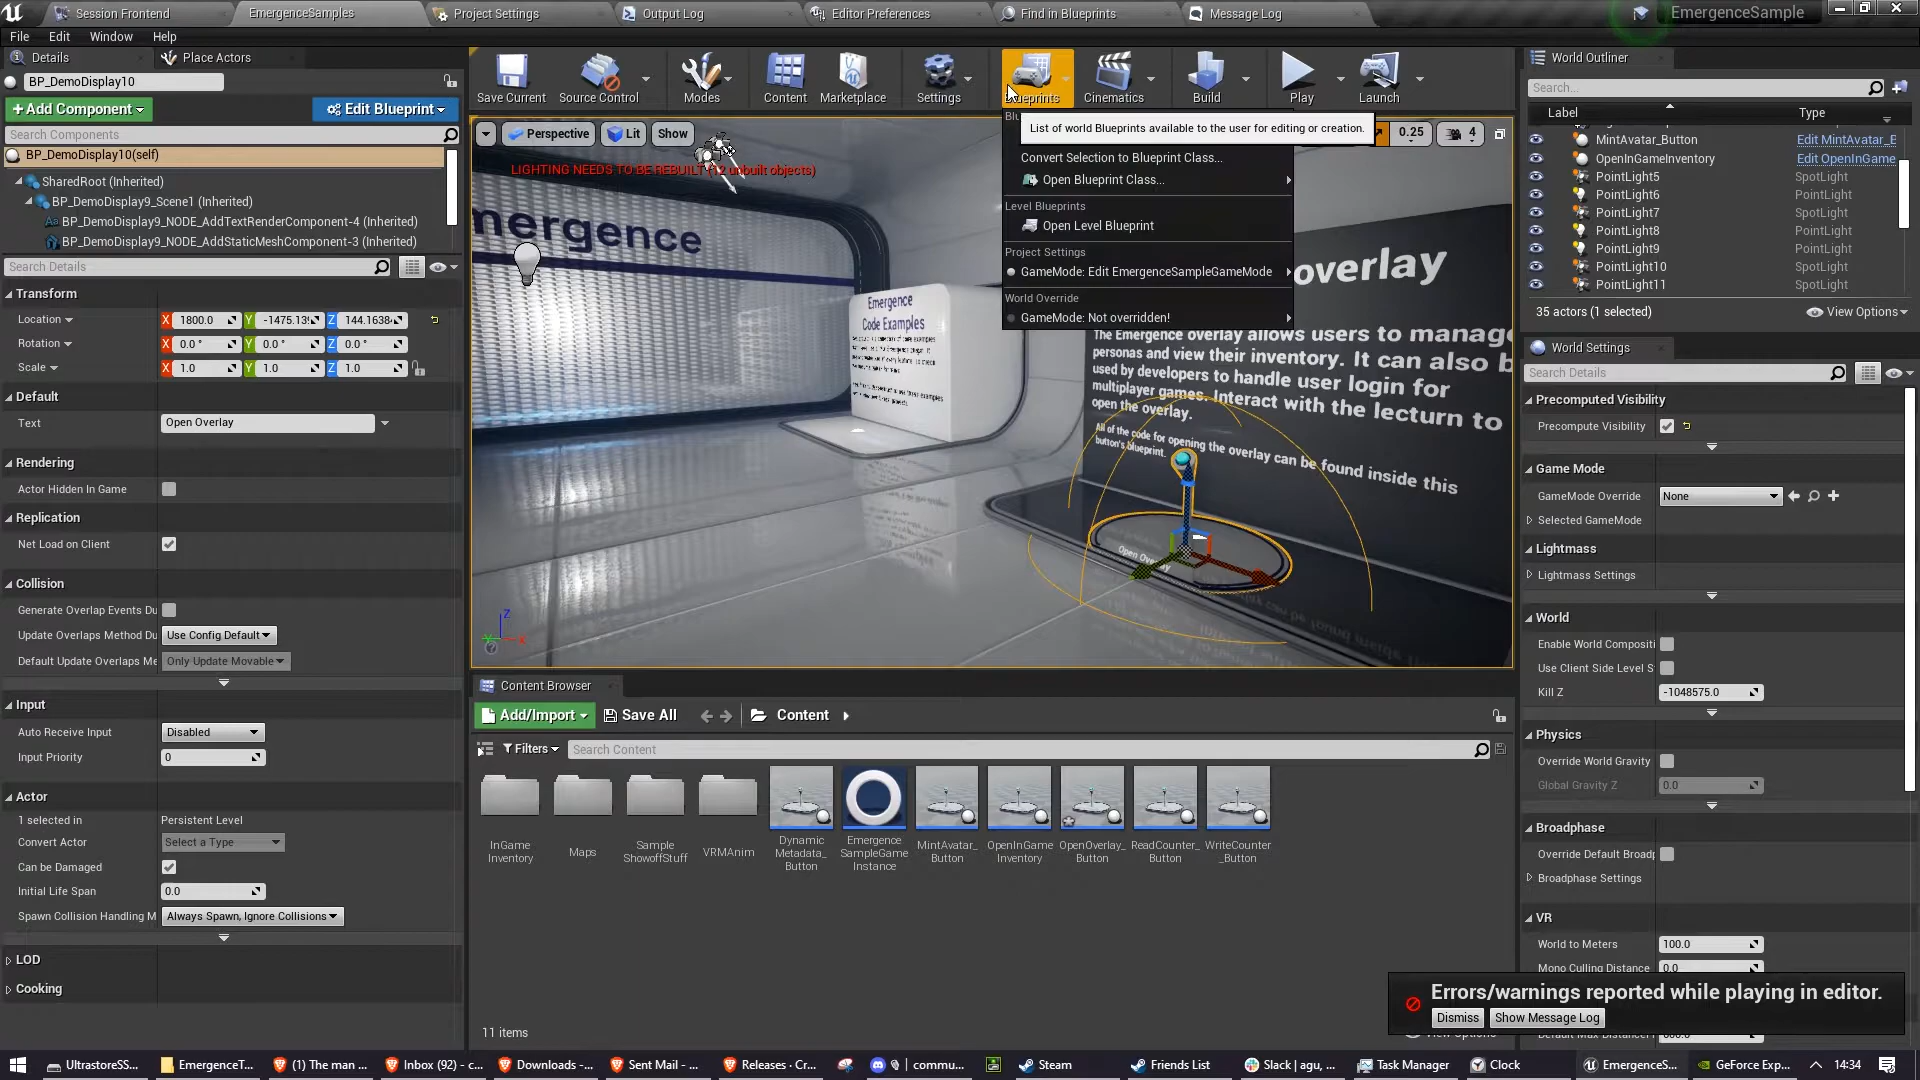 Session Frontend
EmergenceSamples
Project Settings
Output Log
Editor Preferences
Find in Blueprints
Message Log
EmergenceSample
File Edit Window Help
Details
Place Actors
BP_DemoDisplay10
+Add Component
Edit Blueprint
Search Components
BP_DemoDisplay10(self)
SharedRoot (Inherited)
BP_DemoDisplay9_Scene1 (Inherited)
BP_DemoDisplay9_NODE_AddTextRenderComponent-4 (Inherited)
BP_DemoDisplay9_NODE_AddStaticMeshComponent-3 (Inherited)
Search Details
Transform
Location X 1800.0 Y -1475.13 Z 144.1638
Rotation X 0.0 ° Y 0.0 ° Z 0.0 °
Scale X 1.0 Y 1.0 Z 1.0
Default
Text Open Overlay
Rendering
Actor Hidden In Game
Replication
Net Load on Client
Collision
Generate Overlap Events Du
Update Overlaps Method Du Use Config Default
Default Update Overlaps Me Only Update Movable
Input
Auto Receive Input Disabled
Input Priority 0
Actor
1 selected in Persistent Level
Convert Actor Select a Type
Can be Damaged
Initial Life Span 0.0
Spawn Collision Handling M Always Spawn, Ignore Collisions
LOD
Cooking
Save Current
Source Control
Modes
Content
Marketplace
Settings
Blueprints
Cinematics
Build
Play
Launch
Perspective
Lit
Show
0.25
4
LIGHTING NEEDS TO BE REBUILT (12 unbuilt objects)
List of world Blueprints available to the user for editing or creation.
Convert Selection to Blueprint Class...
Open Blueprint Class...
Level Blueprints
Open Level Blueprint
Project Settings
GameMode: Edit EmergenceSampleGameMode
World Override
GameMode: Not overridden!
mergence
Emergence
Code Examples
overlay
The Emergence overlay allows users to manag
personas and view their inventory. It can also b
used by developers to handle user login for
multiplayer games. Interact with the lecturn to
open the overlay.
All of the code for opening the overlay can be found inside this
button's blueprint.
Open Overlay
Z
Y
X
Content Browser
Add/Import
Save All
Content
Filters
Search Content
InGame
Inventory
Maps
Sample
ShowoffStuff
VRMAnim
Dynamic
Metadata_
Button
Emergence
SampleGame
Instance
MintAvatar_
Button
OpenInGame
Inventory
OpenOverlay_
Button
ReadCounter_
Button
WriteCounter
_Button
11 items
World Outliner
Search...
Label Type
MintAvatar_Button Edit MintAvatar_E
OpenInGameInventory Edit OpenInGame
PointLight5 SpotLight
PointLight6 PointLight
PointLight7 SpotLight
PointLight8 PointLight
PointLight9 SpotLight
PointLight10 SpotLight
PointLight11 SpotLight
35 actors (1 selected)
View Options
World Settings
Search Details
Precomputed Visibility
Precompute Visibility
Game Mode
GameMode Override None
Selected GameMode
Lightmass
Lightmass Settings
World
Enable World Compositi
Use Client Side Level S
Kill Z -1048575.0
Physics
Override World Gravity
Global Gravity Z 0.0
Broadphase
Override Default Broadp
Broadphase Settings
VR
World to Meters 100.0
Mono Culling Distance 0.0
Errors/warnings reported while playing in editor.
Dismiss
Show Message Log
UltrastoreSS...
EmergenceT...
(1) The man ...
Inbox (92) - c...
Downloads -...
Sent Mail - ...
Releases · Cr...
| commu...
Steam
Friends List
Slack | agu, ...
Task Manager
Clock
EmergenceS...
GeForce Exp...
14:34